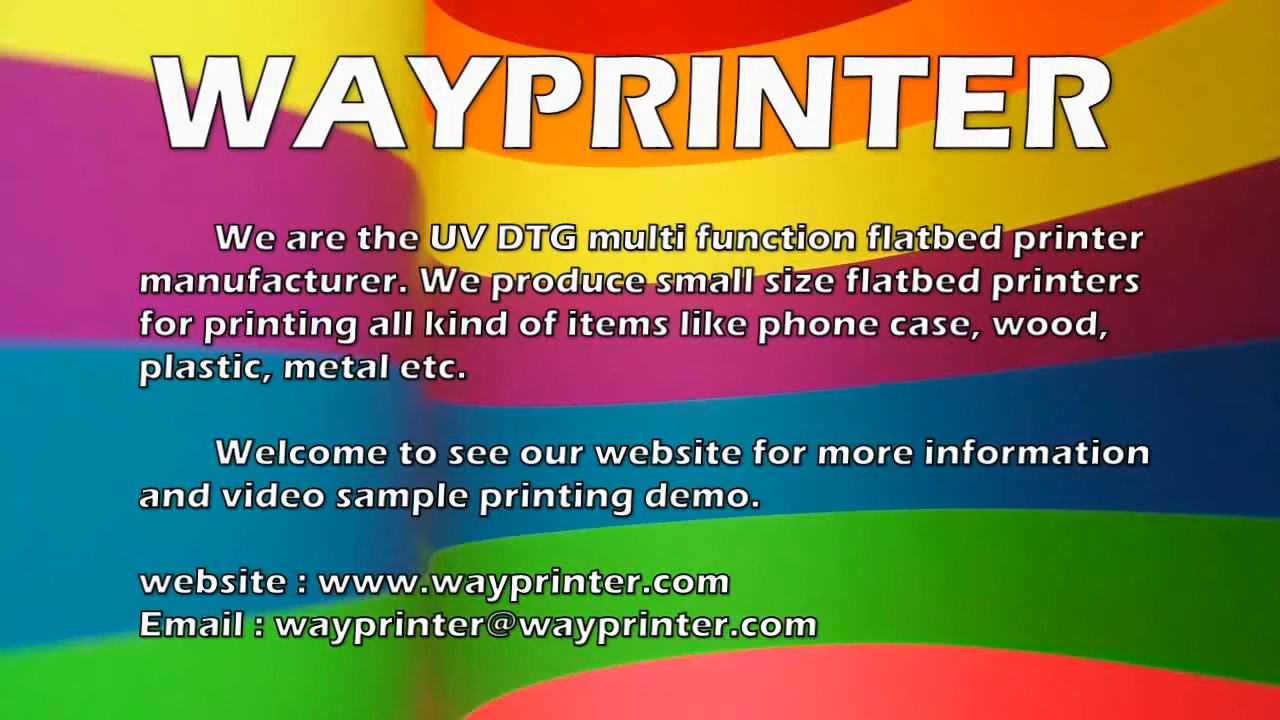 WAYPRINTER
We are the UV DTG multi function flatbed printer
manufacturer. We produce small size flatbed printers
for printing all kind of items like phone case, wood,
plastic, metal etc.
Welcome to see our website for more information
and video sample printing demo.
website : www.wayprinter.com
Email : wayprinter@wayprinter.com